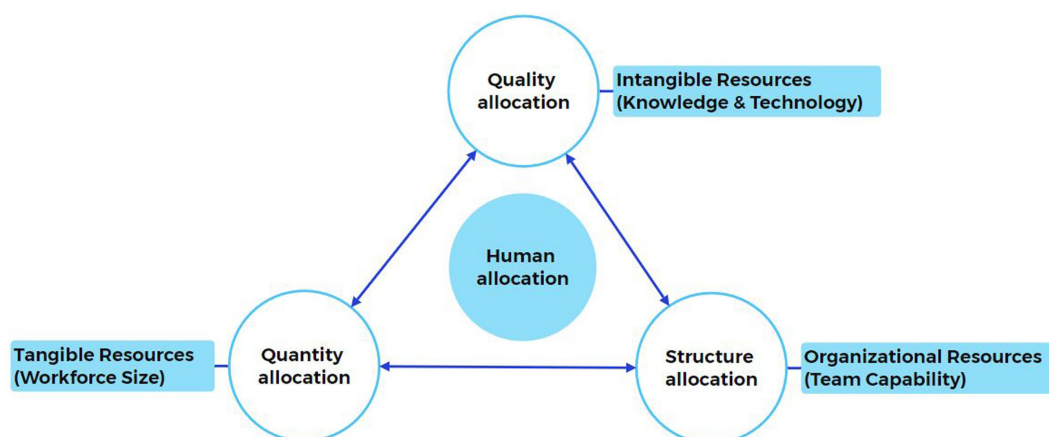 Quality
allocation
Intangible Resources
(Knowledge & Technology)
Human
allocation
Tangible Resources
(Workforce Size)
Quantity
allocation
Structure
allocation
Organizational Resources
(Team Capability)